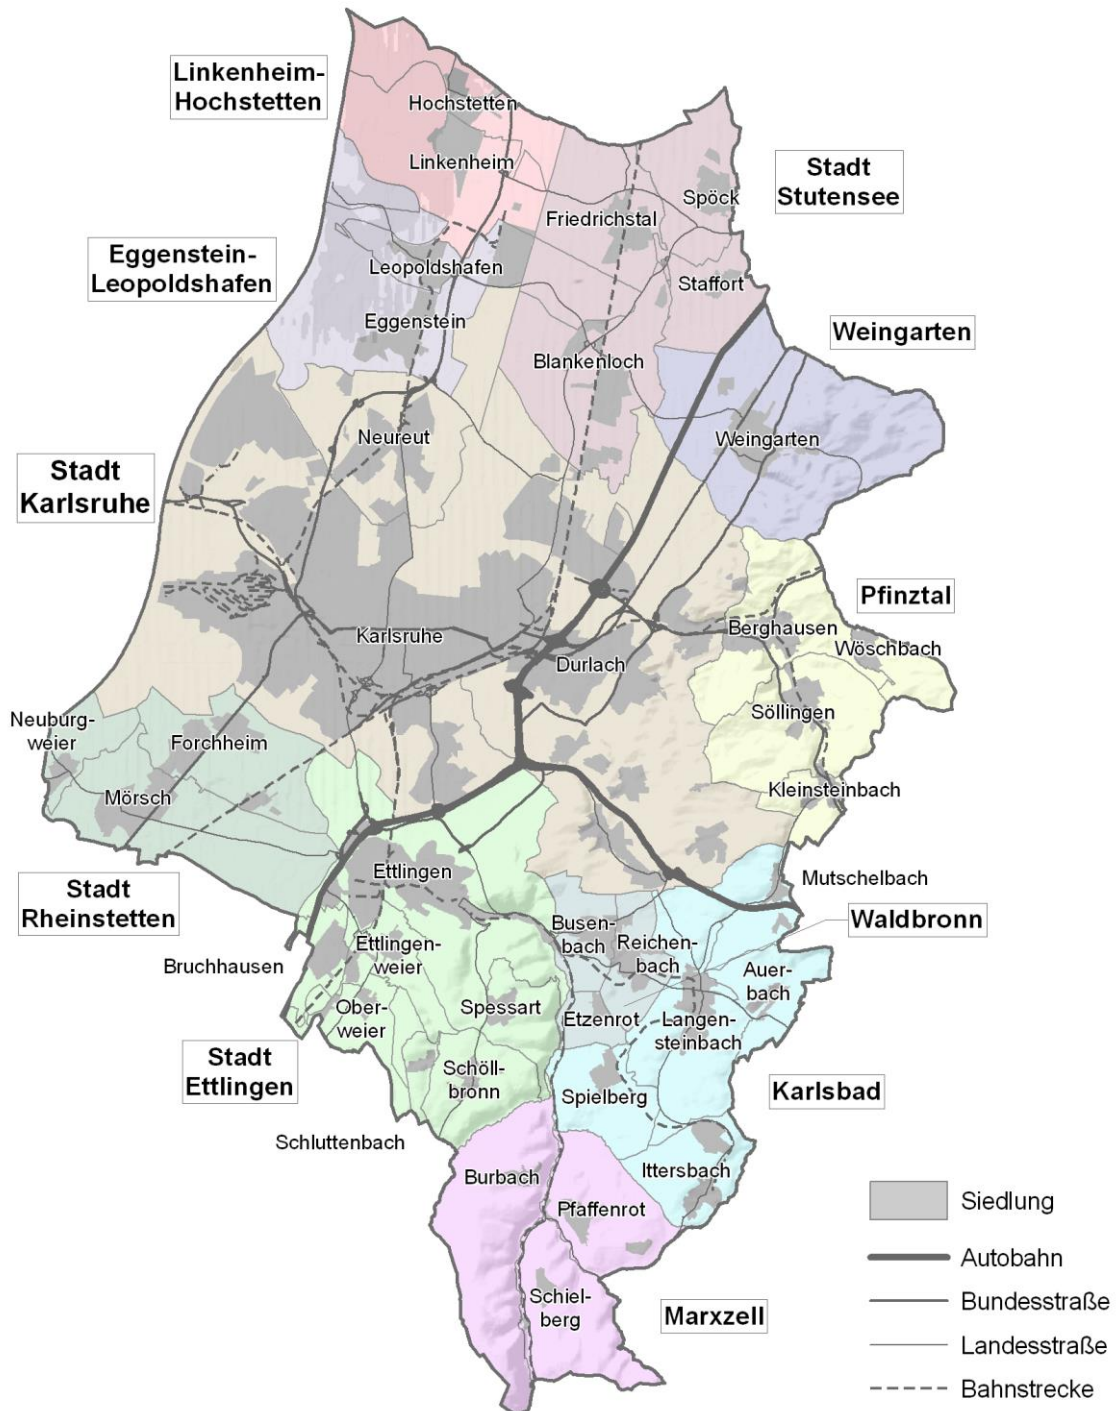 Linkenheim-
Hochstetten
Hochstetten
Linkenheim
Stadt
Stutensee
Spöck
Friedrichstal
Eggenstein-
Leopoldshafen
Leopoldshafen
Staffort
Eggenstein
Weingarten
Blankenloch
Neureut
Weingarten
Stadt
Karlsruhe
Pfinztal
Karlsruhe
Berghausen
Wöschbach
Durlach
Neuburg-
weier
Forchheim
Söllingen
Mörsch
Kleinsteinbach
Stadt
Rheinstetten
Ettlingen
Mutschelbach
Waldbronn
Busen-
bach
Reichen-
bach
Bruchhausen
Ettlingen-
weier
Auer-
bach
Ober-
weier
Spessart
Etzenrot
Langen-
steinbach
Stadt
Ettlingen
Schöll-
bronn
Spielberg
Karlsbad
Schluttenbach
Burbach
Ittersbach
Pfaffenrot
Schiel-
berg
Marxzell
Siedlung
Autobahn
Bundesstraße
Landesstraße
Bahnstrecke